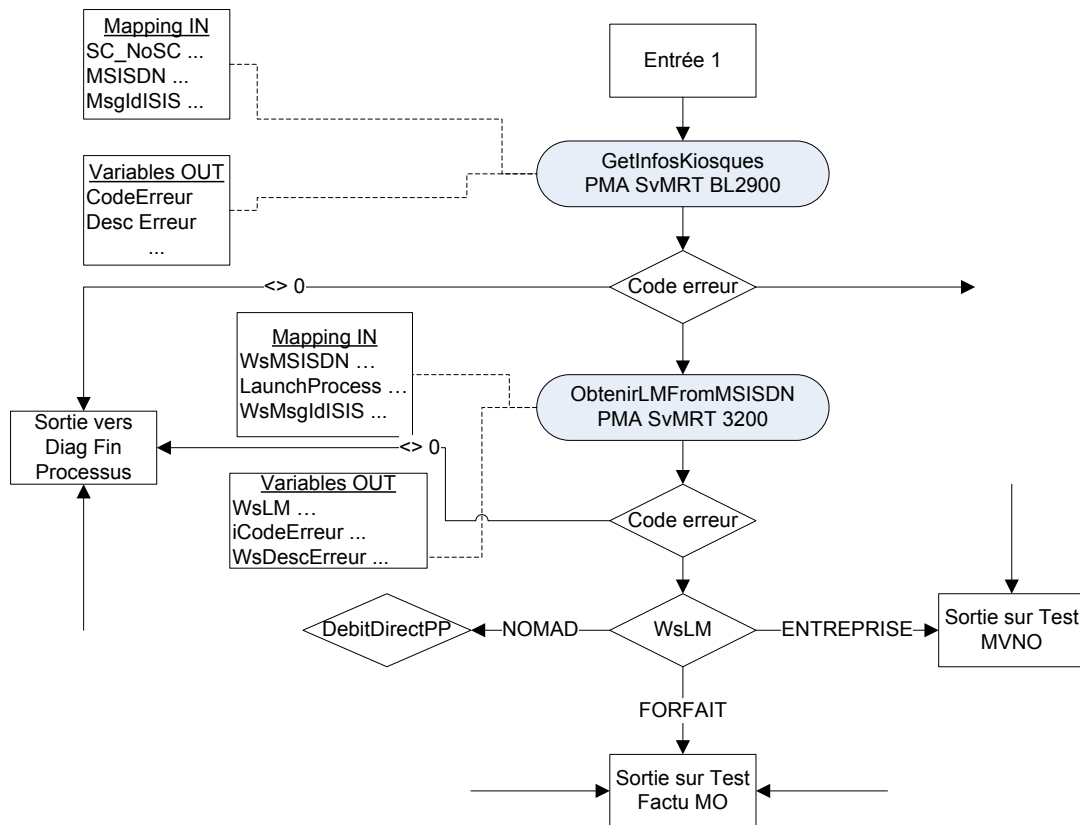 Mapping IN
SC_NoSC ...
MSISDN ...
MsgIdISIS ...
Entrée 1
GetInfosKiosques
PMA SvMRT BL2900
Variables OUT
CodeErreur
Desc Erreur
...
<> 0
Code erreur
Mapping IN
WsMSISDN ...
LaunchProcess ...
WsMsgIdISIS ...
ObtenirLMFromMSISDN
PMA SvMRT 3200
Sortie vers
Diag Fin
Processus
<> 0
Variables OUT
WsLM ...
iCodeErreur ...
WsDescErreur ...
Code erreur
DebitDirectPP
NOMAD
WsLM
ENTREPRISE
Sortie sur Test
MVNO
FORFAIT
Sortie sur Test
Factu MO